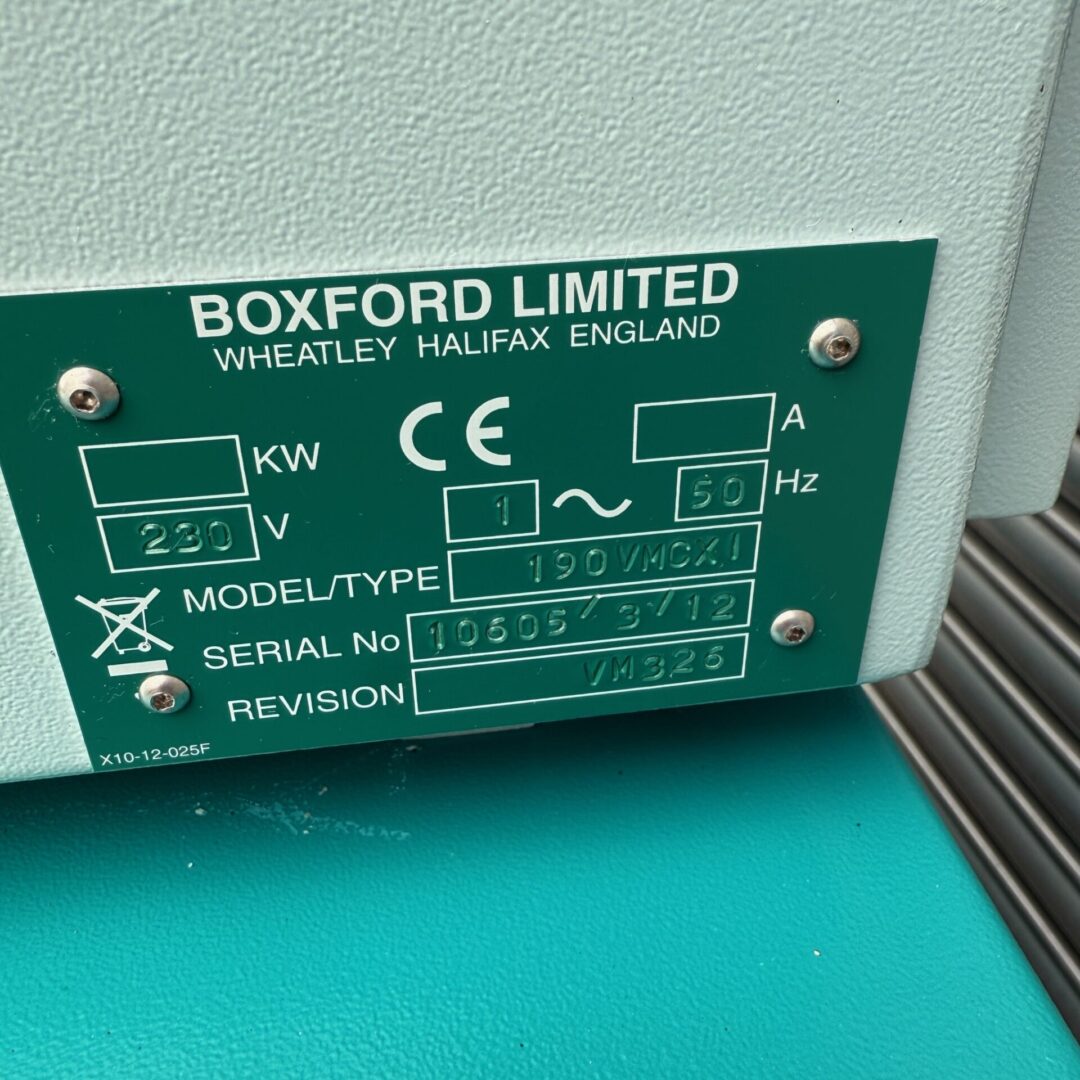 BOXFORD LIMITED
WHEATLEY HALIFAX ENGLAND
KW CE A
230 V 1 ~ 50 Hz
MODEL/TYPE 190VMCXI
SERIAL No 10605/3/12
REVISION VM326
X10-12-025F